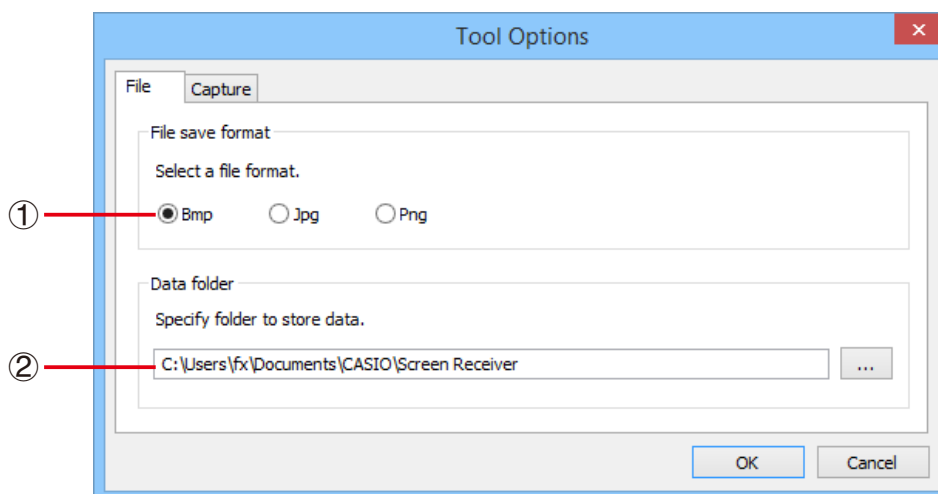 Tool Options
File Capture
File save format
Select a file format.
① Bmp Jpg Png
Data folder
Specify folder to store data.
② C:\Users\fx\Documents\CASIO\Screen Receiver ...
OK Cancel